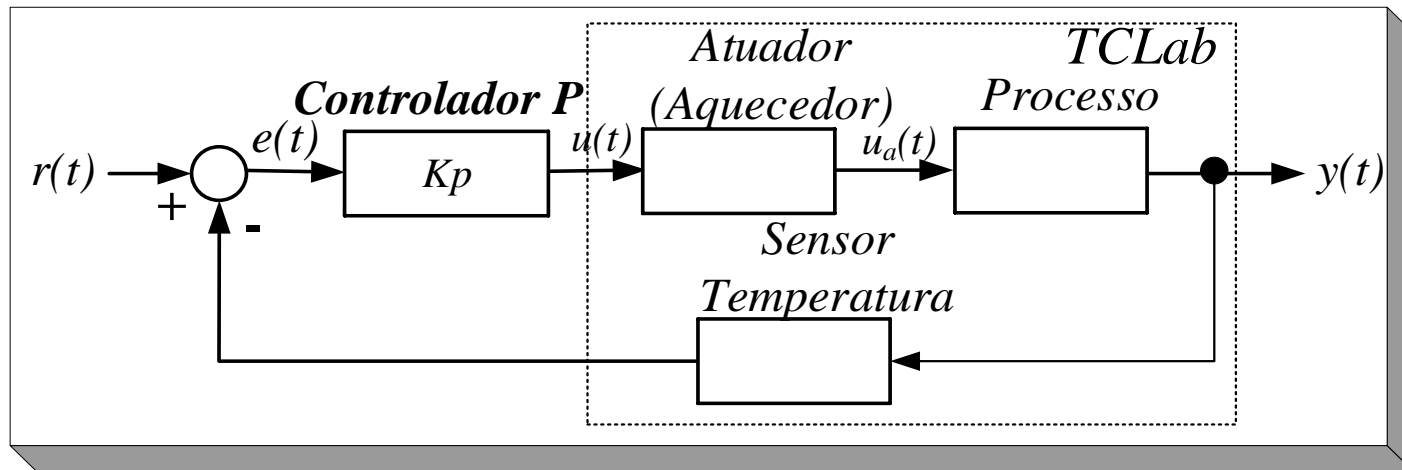 Atuador
TCLab
(Aquecedor)
Processo
Controlador P
r(t)
+
-
e(t)
Kp
u(t)
uₐ(t)
y(t)
Sensor
Temperatura